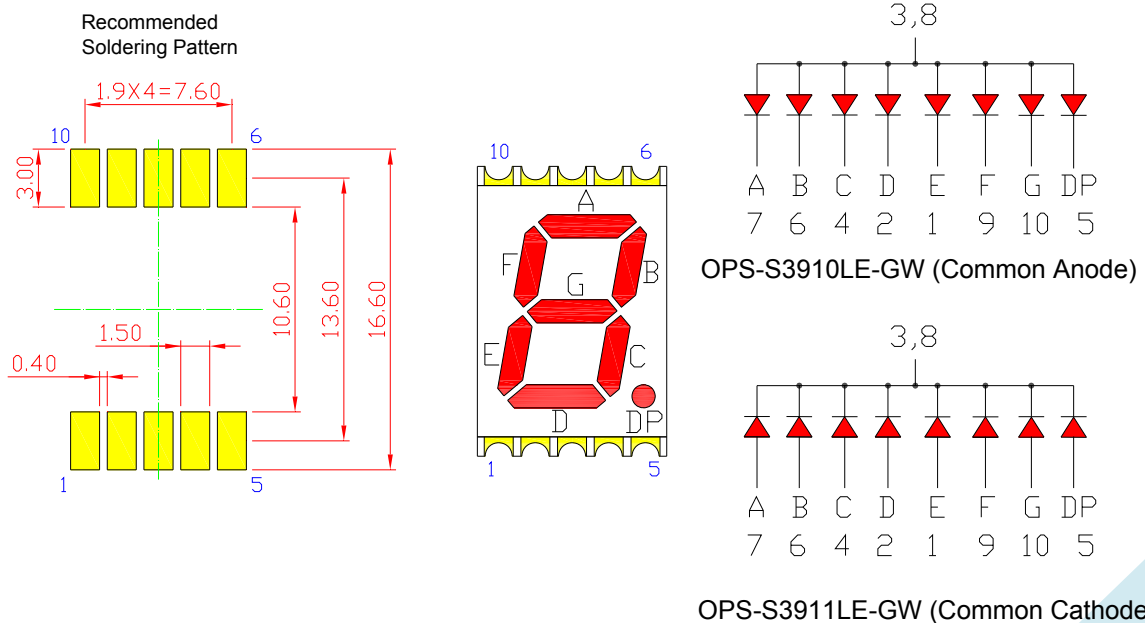 Recommended
Soldering Pattern
1.9X4=7.60
10 6
3.00
10.60
13.60
16.60
1.50
0.40
1 5
10 6
A
F
B
G
E
C
D
DP
1 5
3,8
A B C D E F G DP
7 6 4 2 1 9 10 5
OPS-S3910LE-GW (Common Anode)
3,8
A B C D E F G DP
7 6 4 2 1 9 10 5
OPS-S3911LE-GW (Common Cathode